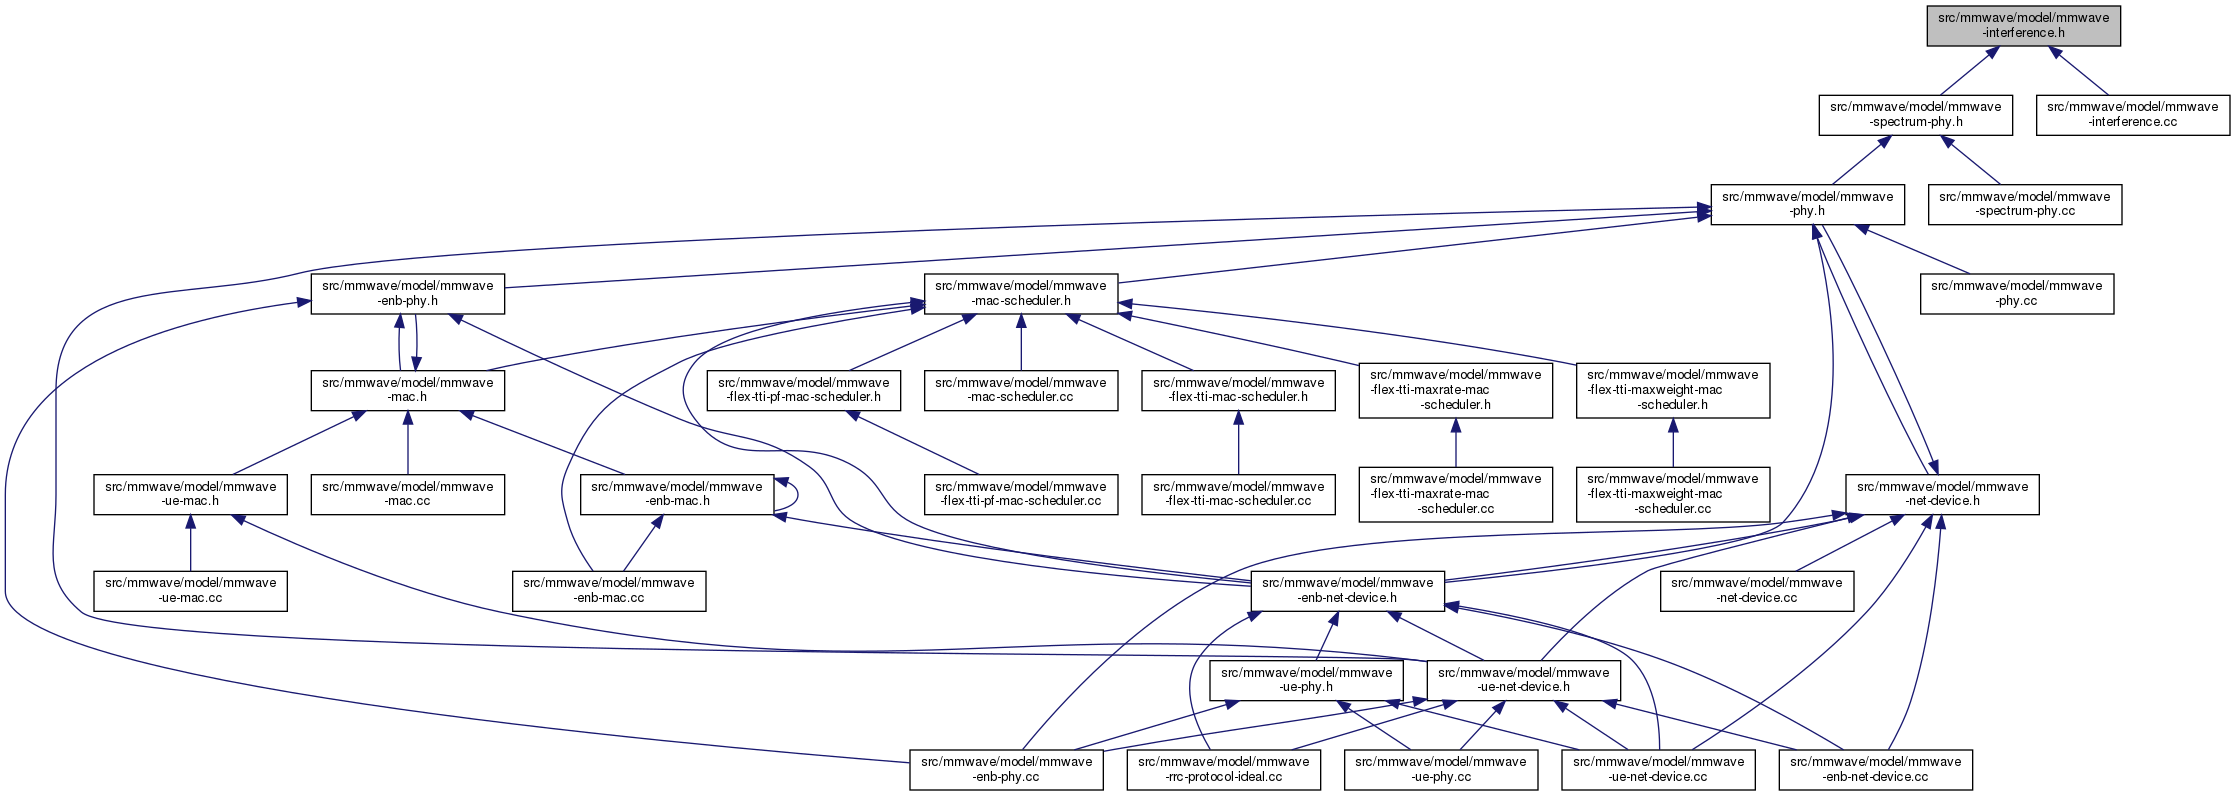 src/mmwave/model/mmwave
-interference.h
src/mmwave/model/mmwave
-spectrum-phy.h
src/mmwave/model/mmwave
-interference.cc
src/mmwave/model/mmwave
-phy.h
src/mmwave/model/mmwave
-spectrum-phy.cc
src/mmwave/model/mmwave
-enb-phy.h
src/mmwave/model/mmwave
-mac-scheduler.h
src/mmwave/model/mmwave
-phy.cc
src/mmwave/model/mmwave
-mac.h
src/mmwave/model/mmwave
-flex-tti-pf-mac-scheduler.h
src/mmwave/model/mmwave
-mac-scheduler.cc
src/mmwave/model/mmwave
-flex-tti-mac-scheduler.h
src/mmwave/model/mmwave
-flex-tti-maxrate-mac
-scheduler.h
src/mmwave/model/mmwave
-flex-tti-maxweight-mac
-scheduler.h
src/mmwave/model/mmwave
-ue-mac.h
src/mmwave/model/mmwave
-mac.cc
src/mmwave/model/mmwave
-enb-mac.h
src/mmwave/model/mmwave
-flex-tti-pf-mac-scheduler.cc
src/mmwave/model/mmwave
-flex-tti-mac-scheduler.cc
src/mmwave/model/mmwave
-flex-tti-maxrate-mac
-scheduler.cc
src/mmwave/model/mmwave
-flex-tti-maxweight-mac
-scheduler.cc
src/mmwave/model/mmwave
-net-device.h
src/mmwave/model/mmwave
-ue-mac.cc
src/mmwave/model/mmwave
-enb-mac.cc
src/mmwave/model/mmwave
-enb-net-device.h
src/mmwave/model/mmwave
-net-device.cc
src/mmwave/model/mmwave
-ue-phy.h
src/mmwave/model/mmwave
-ue-net-device.h
src/mmwave/model/mmwave
-enb-phy.cc
src/mmwave/model/mmwave
-rrc-protocol-ideal.cc
src/mmwave/model/mmwave
-ue-phy.cc
src/mmwave/model/mmwave
-ue-net-device.cc
src/mmwave/model/mmwave
-enb-net-device.cc